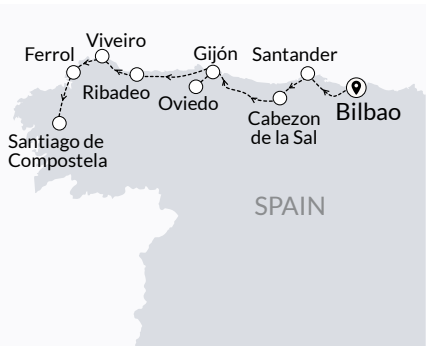 Viveiro
Ferrol
Gijón
Santander
Ribadeo
Oviedo
Bilbao
Cabezon
de la Sal
Santiago de
Compostela
SPAIN